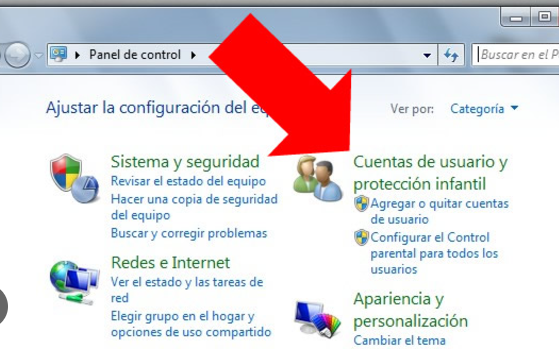 Panel de control
Buscar en el P
Ajustar la configuración del
Ver por: Categoría
Sistema y seguridad
Revisar el estado del equipo
Hacer una copia de seguridad
del equipo
Buscar y corregir problemas
Redes e Internet
Ver el estado y las tareas de
red
Elegir grupo en el hogar y
opciones de uso compartido
Cuentas de usuario y
protección infantil
Agregar o quitar cuentas
de usuario
Configurar el Control
parental para todos los
usuarios
Apariencia y
personalización
Cambiar el tema